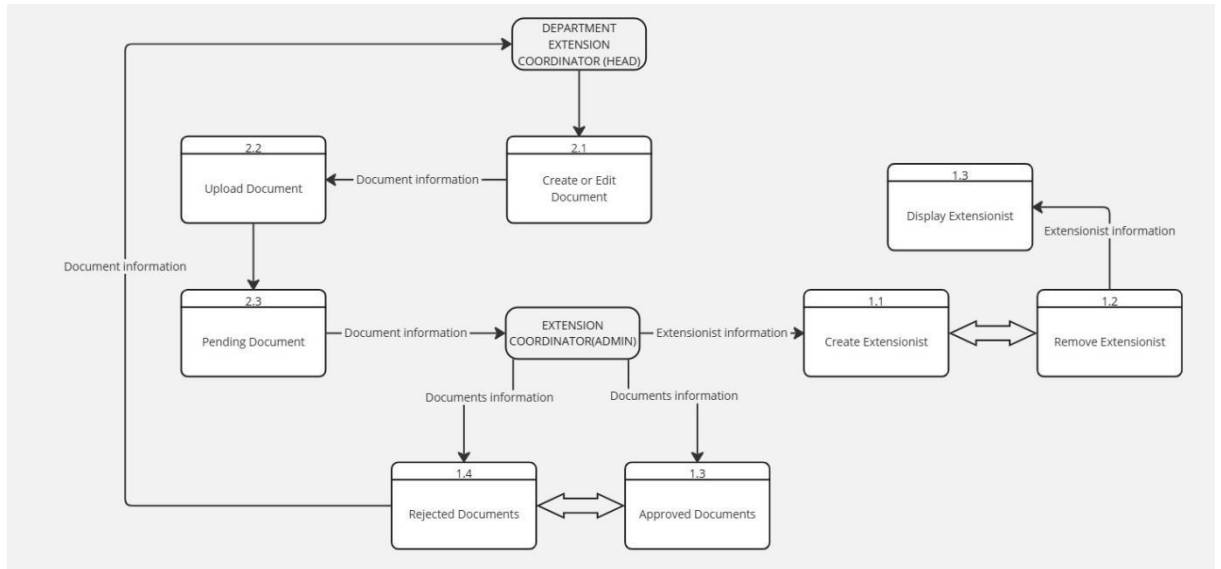 DEPARTMENT
EXTENSION
COORDINATOR (HEAD)
2.2
Upload Document
Document information
2.1
Create or Edit
Document
1.3
Display Extensionist
Extensionist information
Document information
2.3
Pending Document
Document information
EXTENSION
COORDINATOR(ADMIN)
Extensionist information
1.1
Create Extensionist
1.2
Remove Extensionist
Documents information
Documents information
1.4
Rejected Documents
1.3
Approved Documents